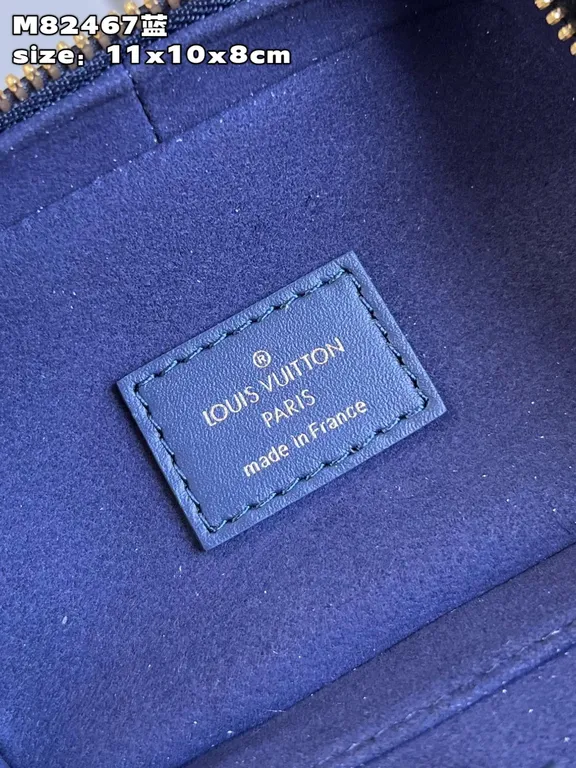 M82467蓝
size: 11x10x8cm
®
LOUIS VUITTON
PARIS
made in France